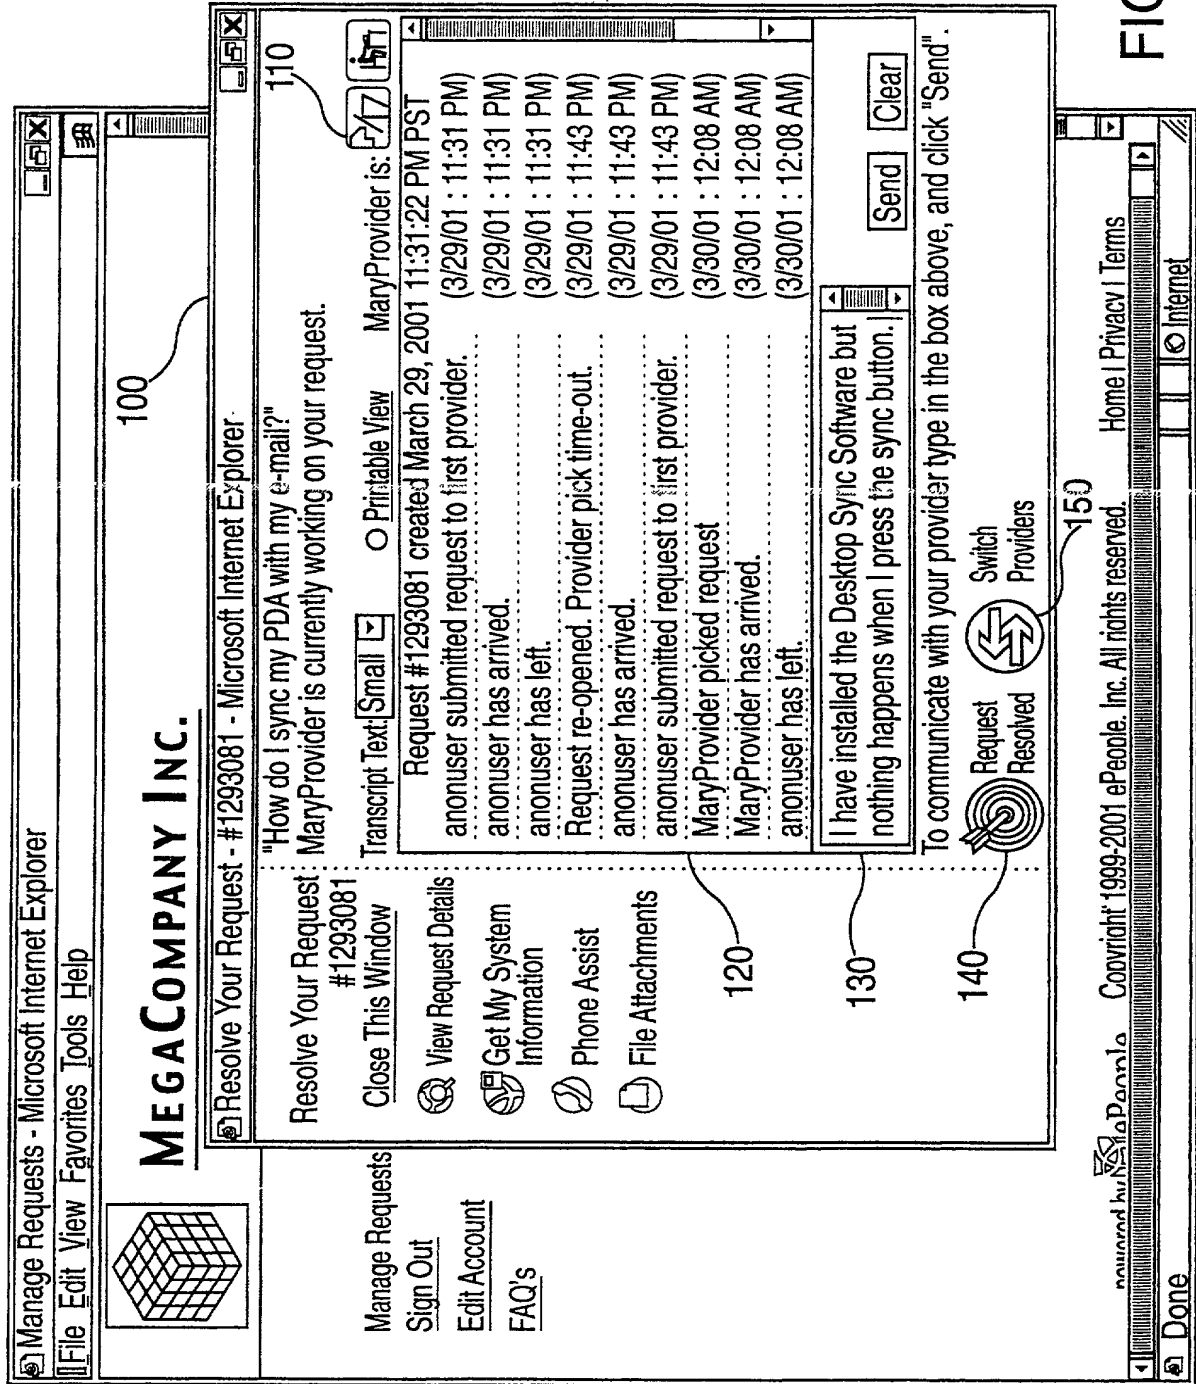 Manage Requests - Microsoft Internet Explorer
File Edit View Favorites Tools Help
MEGACOMPANY INC.
100
Manage Requests
Sign Out
Edit Account
FAQ's
Resolve Your Request - #1293081 - Microsoft Internet Explorer
Resolve Your Request
#1293081
Close This Window
View Request Details
Get My System
Information
Phone Assist
File Attachments
"How do I sync my PDA with my e-mail?"
MaryProvider is currently working on your request.
110
Transcript Text: Small Printable View MaryProvider is:
Request #1293081 created March 29, 2001 11:31:22 PM PST
anonuser submitted request to first provider. (3/29/01 : 11:31 PM)
anonuser has arrived. (3/29/01 : 11:31 PM)
anonuser has left. (3/29/01 : 11:31 PM)
Request re-opened. Provider pick time-out. (3/29/01 : 11:43 PM)
anonuser has arrived. (3/29/01 : 11:43 PM)
anonuser submitted request to first provider. (3/29/01 : 11:43 PM)
MaryProvider picked request (3/30/01 : 12:08 AM)
MaryProvider has arrived. (3/30/01 : 12:08 AM)
anonuser has left. (3/30/01 : 12:08 AM)
120
I have installed the Desktop Sync Software but
nothing happens when I press the sync button.
Send Clear
130
To communicate with your provider type in the box above, and click "Send".
Request
Resolved
Switch
Providers
140
150
powered by ePeople Copyright 1999-2001 ePeople. Inc. All rights reserved. Home | Privacy | Terms
Done Internet